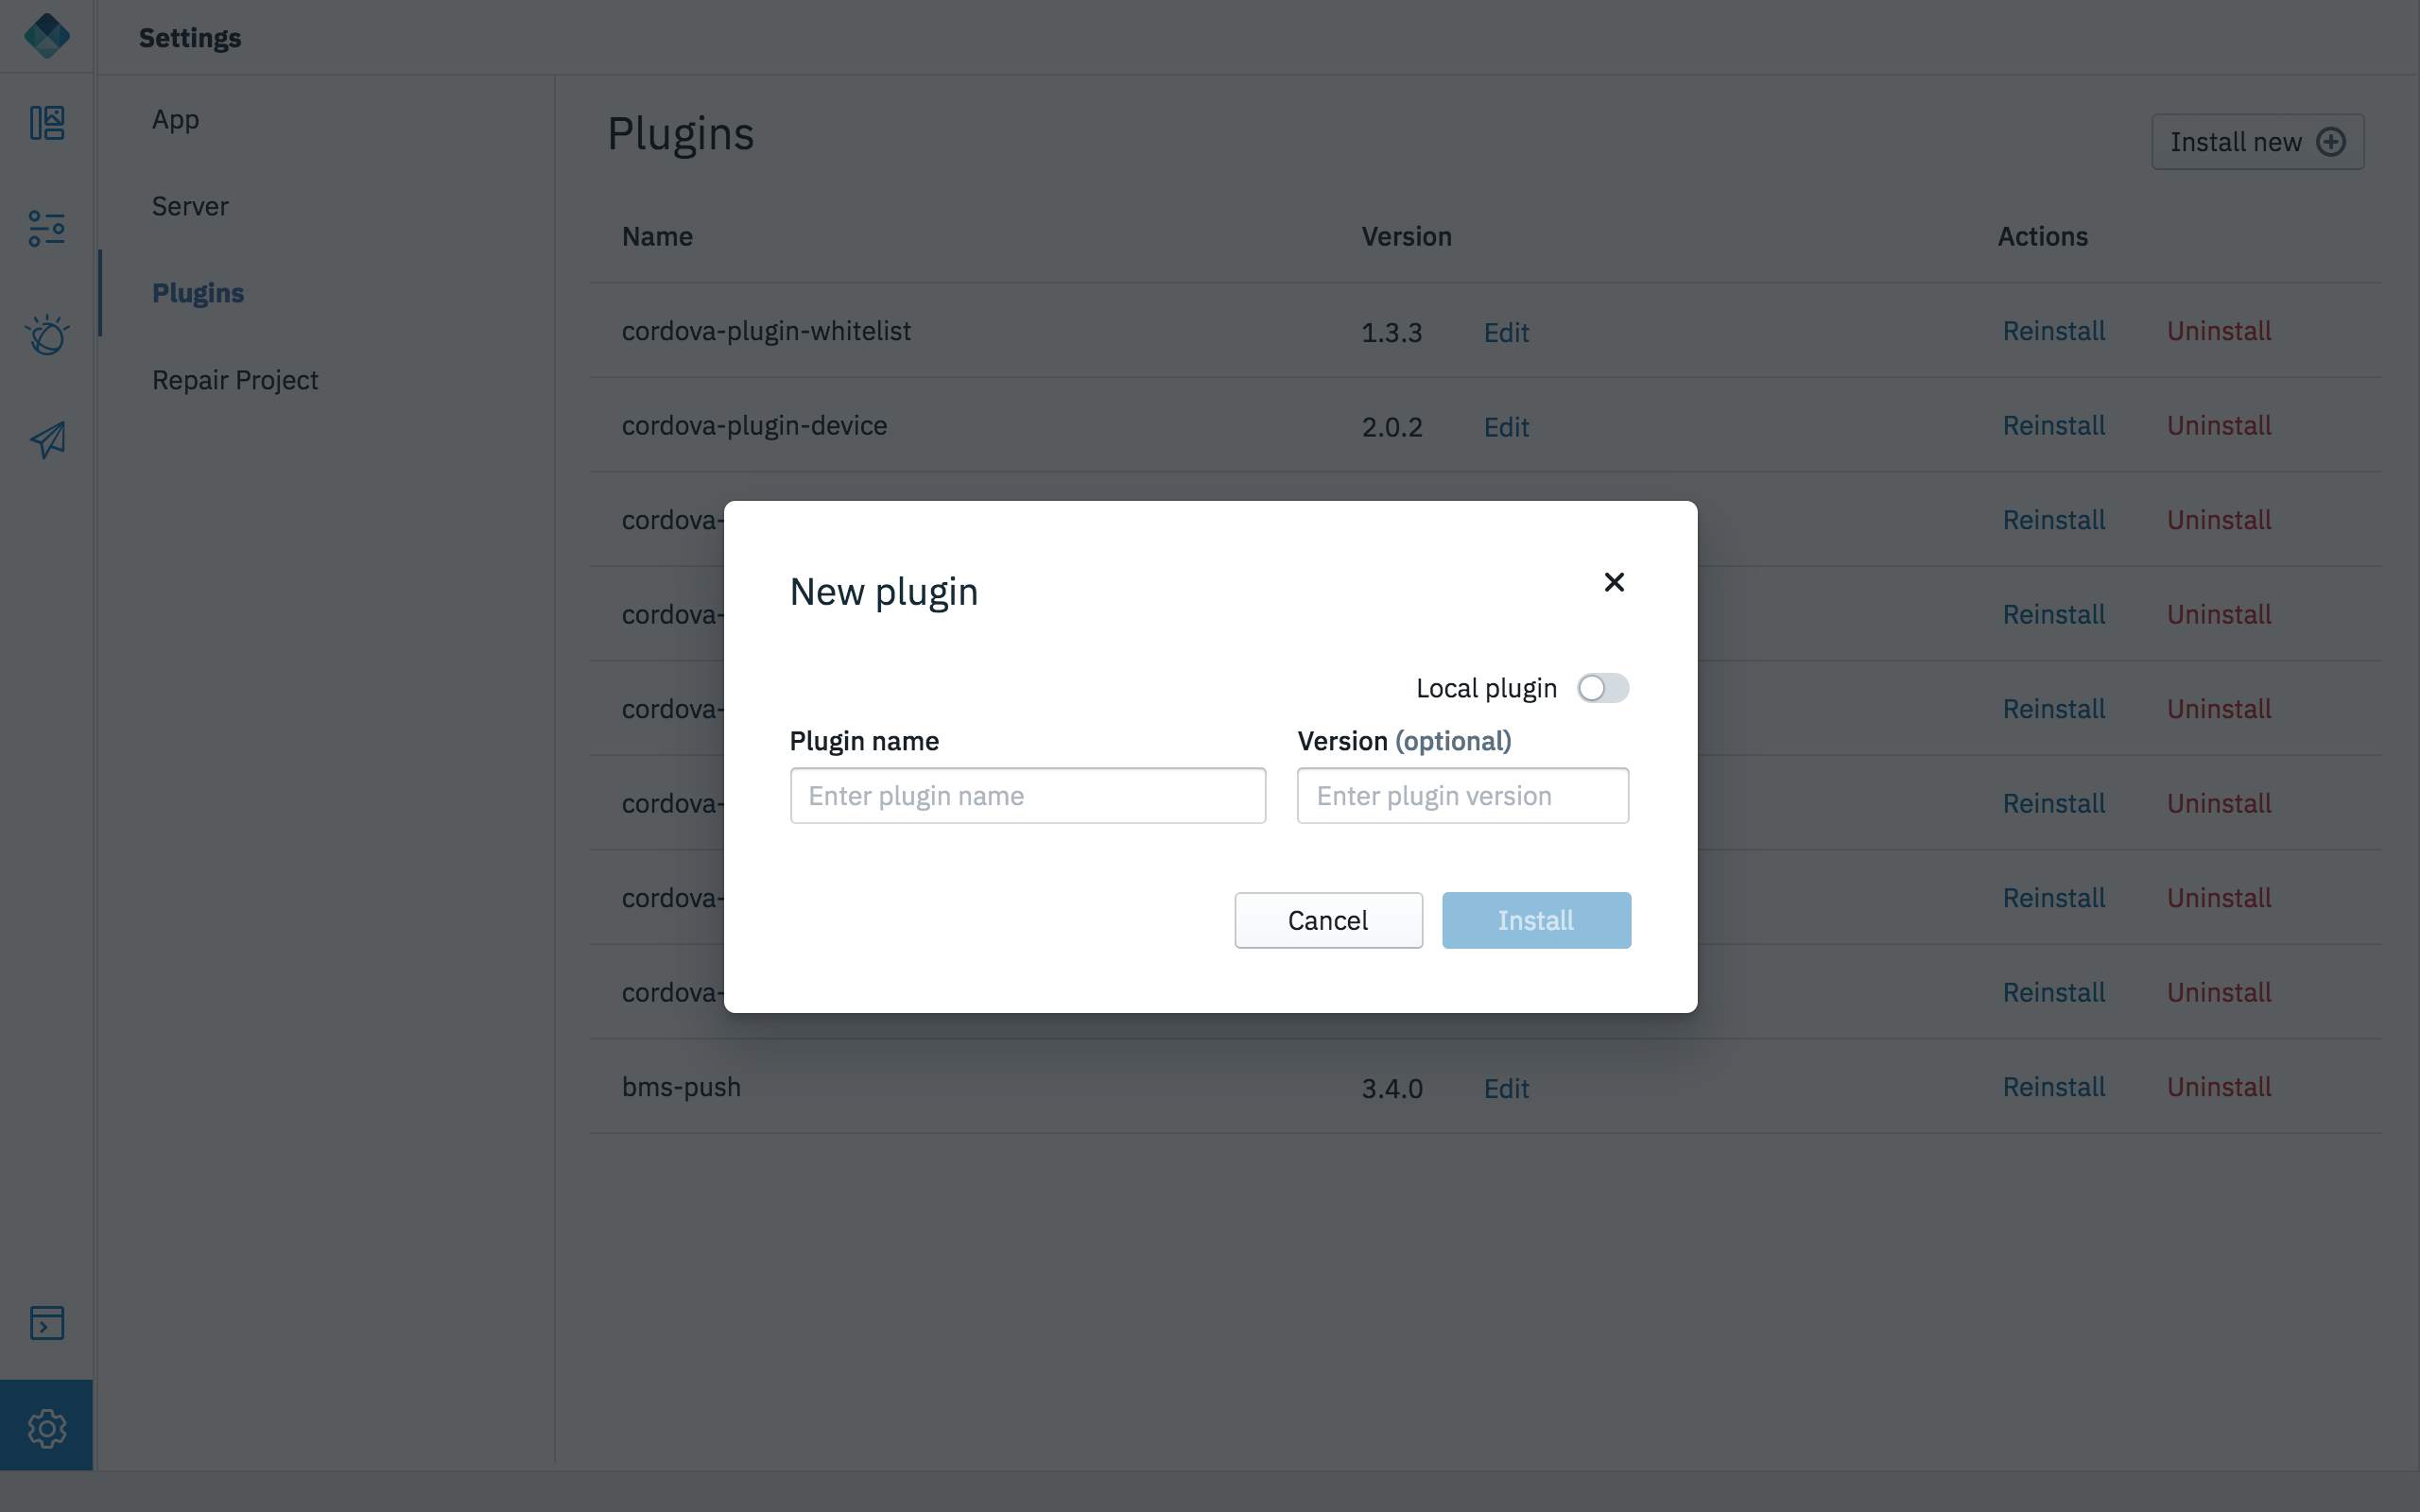 Settings
App
Server
Plugins
Repair Project
Plugins
Install new
Name Version Actions
cordova-plugin-whitelist 1.3.3 Edit Reinstall Uninstall
cordova-plugin-device 2.0.2 Edit Reinstall Uninstall
cordova- Reinstall Uninstall
cordova- Reinstall Uninstall
cordova- Reinstall Uninstall
cordova- Reinstall Uninstall
cordova- Reinstall Uninstall
cordova- Reinstall Uninstall
bms-push 3.4.0 Edit Reinstall Uninstall
New plugin
Local plugin
Plugin name Version (optional)
Enter plugin name Enter plugin version
Cancel Install